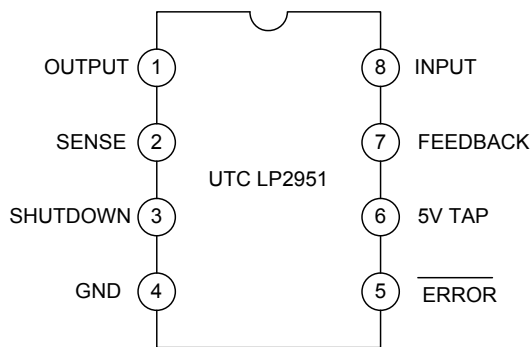 OUTPUT 1 8 INPUT
SENSE 2 7 FEEDBACK
UTC LP2951
SHUTDOWN 3 6 5V TAP
GND 4 5 ERROR